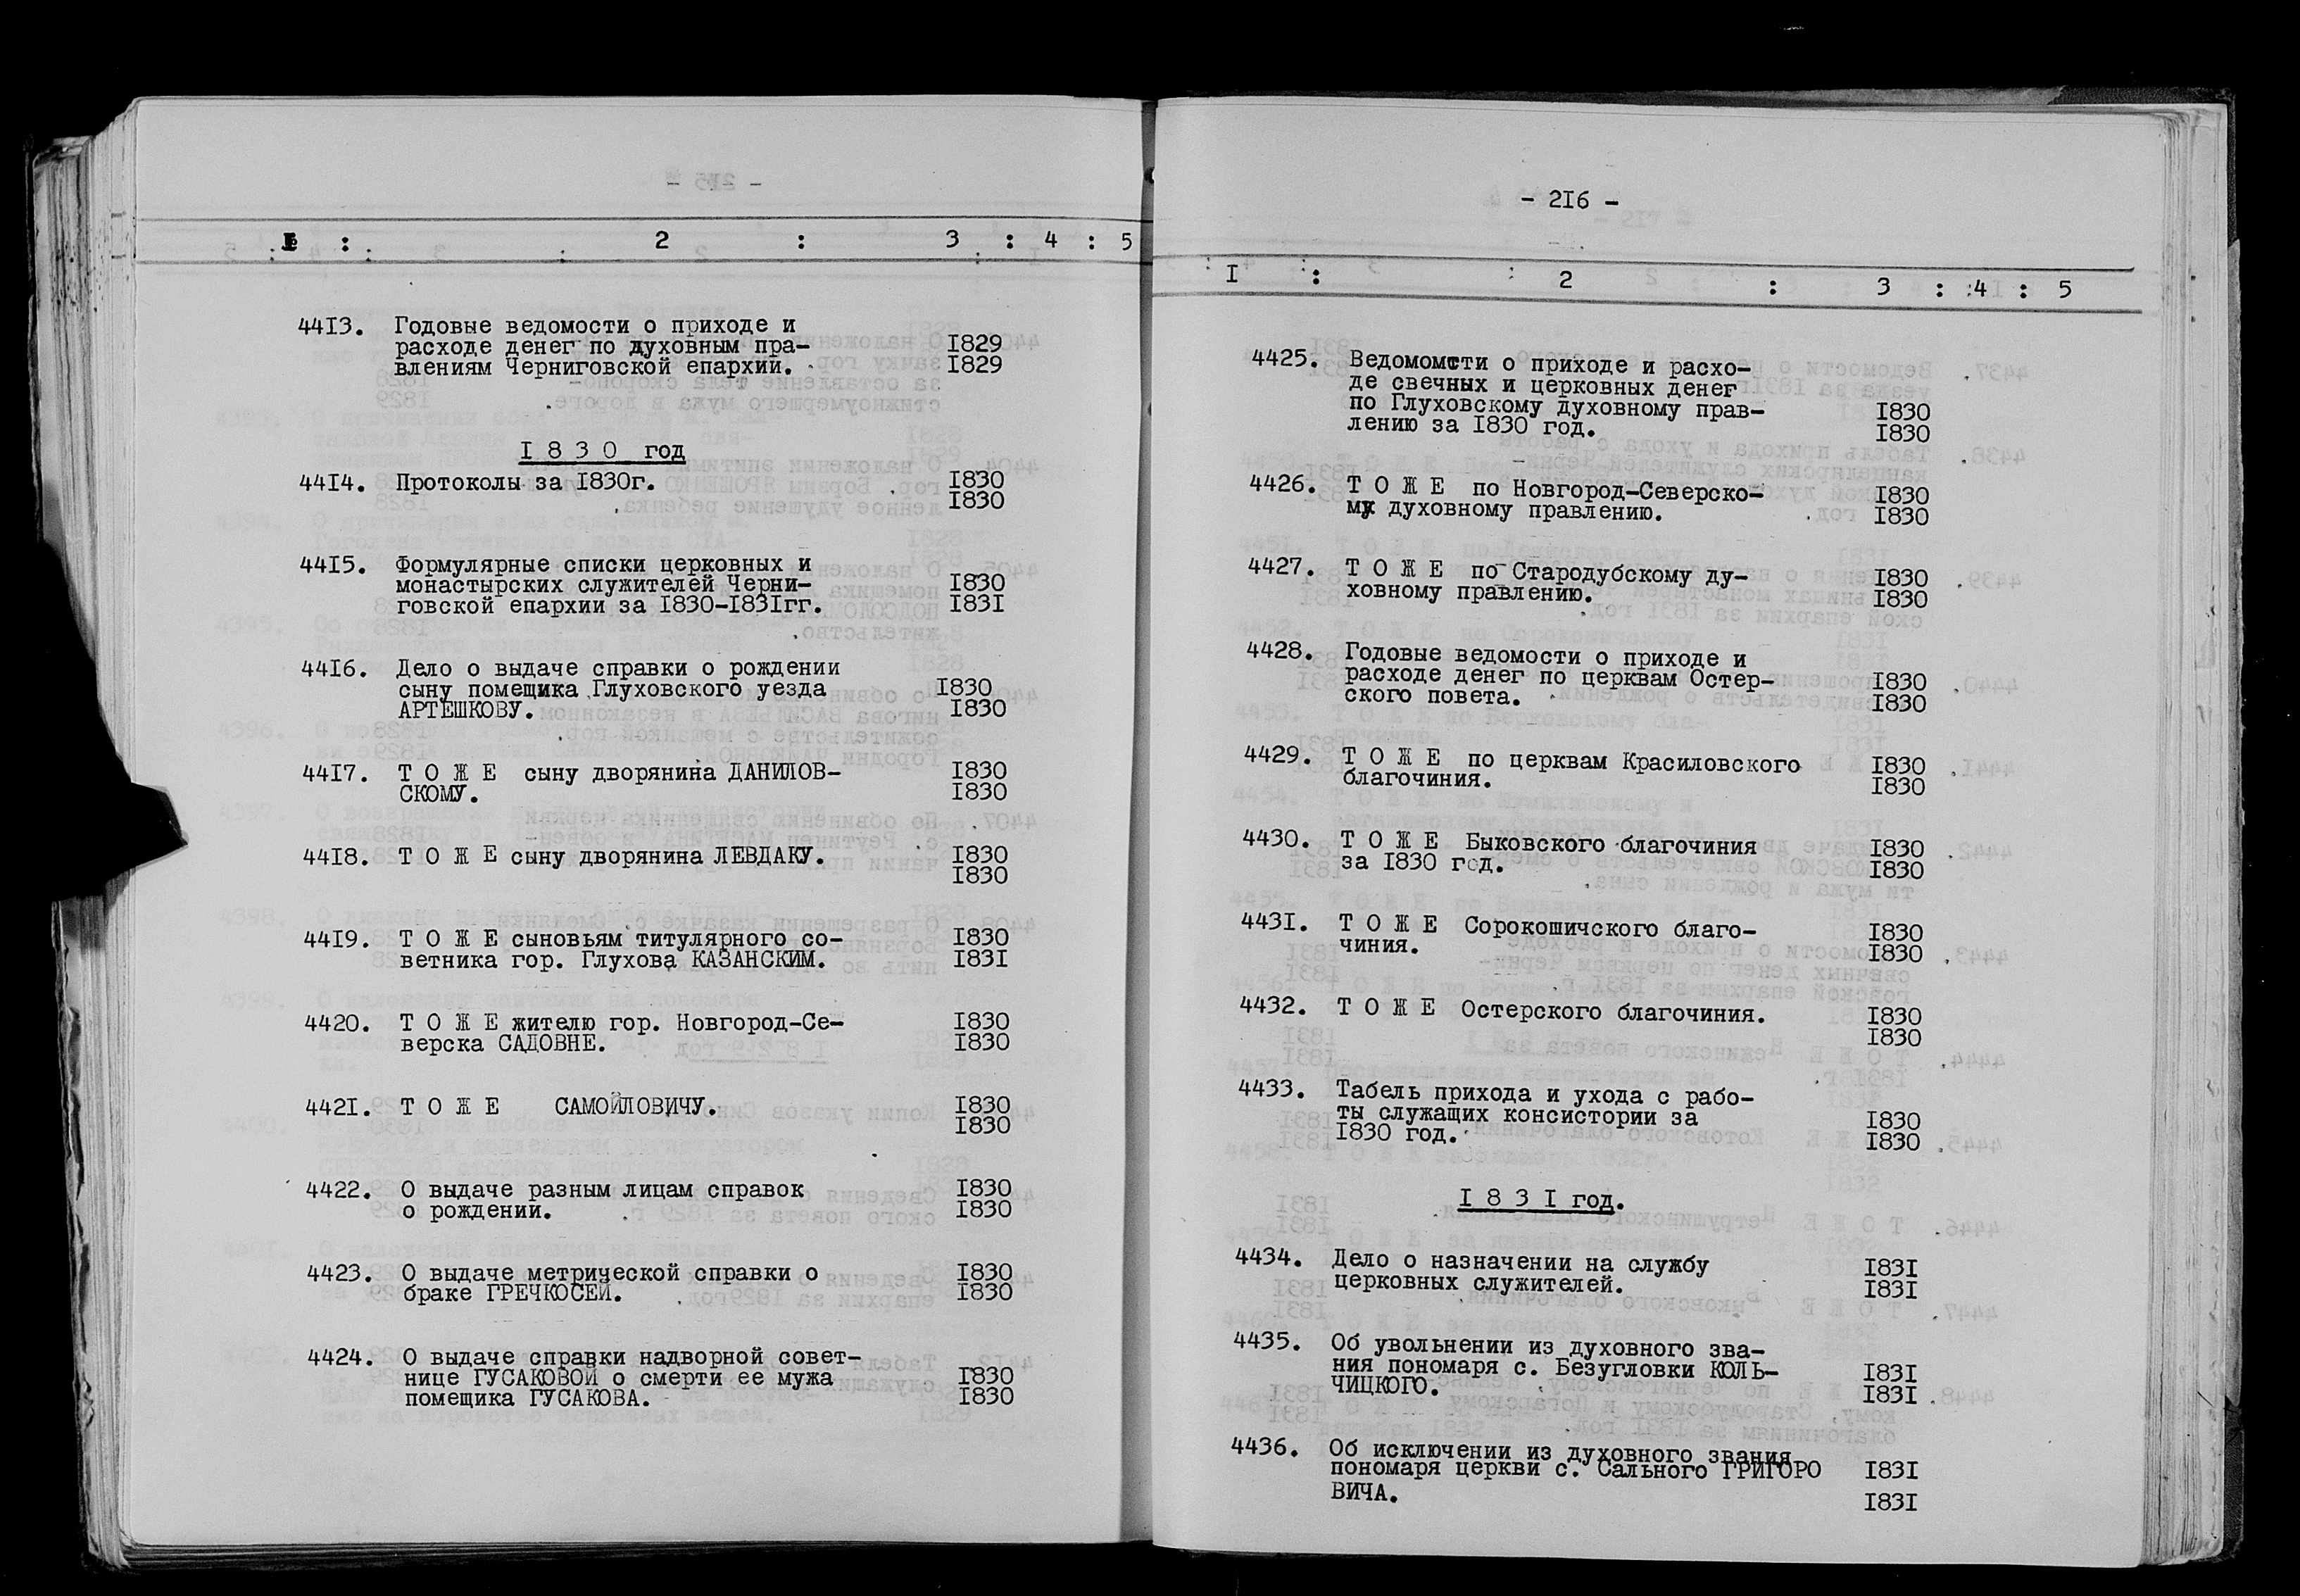 1 : 2 : 3 : 4 : 5
4413. Годовые ведомости о приходе и
расходе денег по духовным пра- 1829
влениям Черниговской епархии. 1829
1 8 3 0 год
4414. Протоколы за 1830г. 1830
1830
4415. Формулярные списки церковных и
монастырских служителей Черни- 1830
говской епархии за 1830-1831гг. 1831
4416. Дело о выдаче справки о рождении
сыну помещика Глуховского уезда 1830
АРТЕШКОВУ. 1830
4417. Т О Ж Е сыну дворянина ДАНИЛОВ- 1830
СКОМУ. 1830
4418. Т О Ж Е сыну дворянина ЛЕВДАКУ. 1830
1830
4419. Т О Ж Е сыновьям титулярного со- 1830
ветника гор. Глухова КАЗАНСКИМ. 1831
4420. Т О Ж Е жителю гор. Новгород-Се- 1830
верска САДОВНЕ. 1830
4421. Т О Ж Е САМОЙЛОВИЧУ. 1830
1830
4422. О выдаче разным лицам справок 1830
о рождении. 1830
4423. О выдаче метрической справки о 1830
браке ГРЕЧКОСЕЙ. 1830
4424. О выдаче справки надворной совет-
нице ГУСАКОВОЙ о смерти ее мужа 1830
помещика ГУСАКОВА. 1830
- 216 -
1 : 2 : 3 : 4 : 5
4425. Ведомомсти о приходе и расхо-
де свечных и церковных денег
по Глуховскому духовному прав- 1830
лению за 1830 год. 1830
4426. Т О Ж Е по Новгород-Северско- 1830
му духовному правлению. 1830
4427. Т О Ж Е по Стародубскому ду- 1830
ховному правлению. 1830
4428. Годовые ведомости о приходе и
расходе денег по церквам Остер- 1830
ского повета. 1830
4429. Т О Ж Е по церквам Красиловского 1830
благочиния. 1830
4430. Т О Ж Е Быковского благочиния 1830
за 1830 год. 1830
4431. Т О Ж Е Сорокошичского благо- 1830
чиния. 1830
4432. Т О Ж Е Остерского благочиния. 1830
1830
4433. Табель прихода и ухода с рабо-
ты служащих консистории за 1830
1830 год. 1830
1 8 3 1 год.
4434. Дело о назначении на службу 1831
церковных служителей. 1831
4435. Об увольнении из духовного зва-
ния пономаря с. Безугловки КОЛЬ- 1831
ЧИЦКОГО. 1831
4436. Об исключении из духовного звания
пономаря церкви с. Сального ГРИГОРО 1831
ВИЧА. 1831